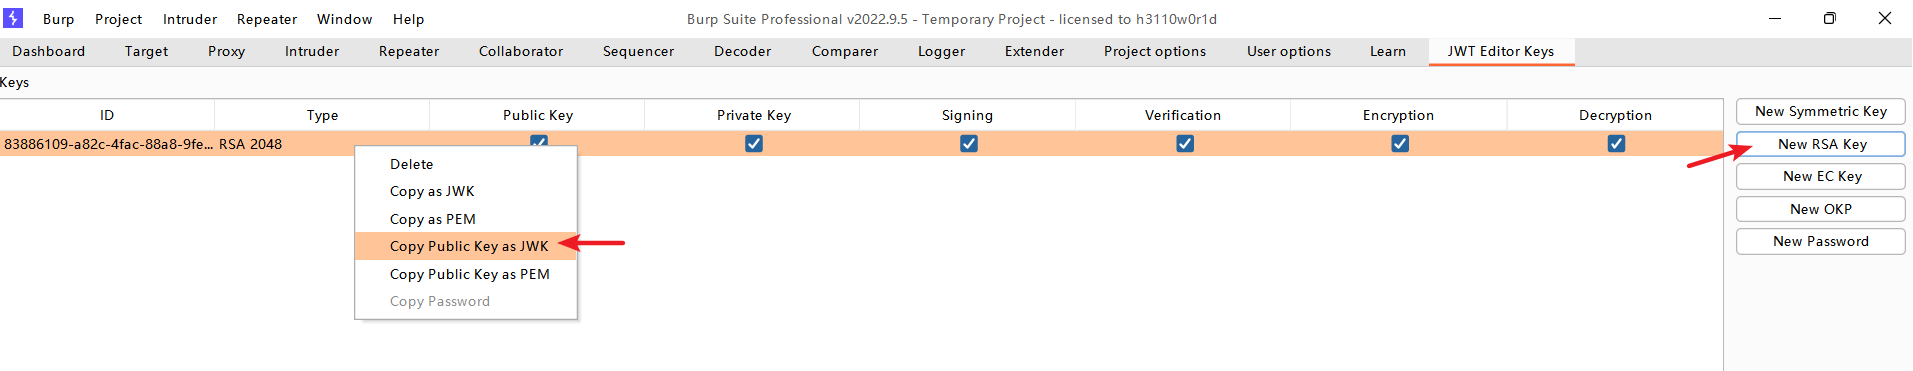 Burp Project Intruder Repeater Window Help Burp Suite Professional v2022.9.5 - Temporary Project - licensed to h3110w0r1d
Dashboard Target Proxy Intruder Repeater Collaborator Sequencer Decoder Comparer Logger Extender Project options User options Learn JWT Editor Keys
Keys
ID Type Public Key Private Key Signing Verification Encryption Decryption
83886109-a82c-4fac-88a8-9fe... RSA 2048
Delete
Copy as JWK
Copy as PEM
Copy Public Key as JWK
Copy Public Key as PEM
Copy Password
New Symmetric Key
New RSA Key
New EC Key
New OKP
New Password